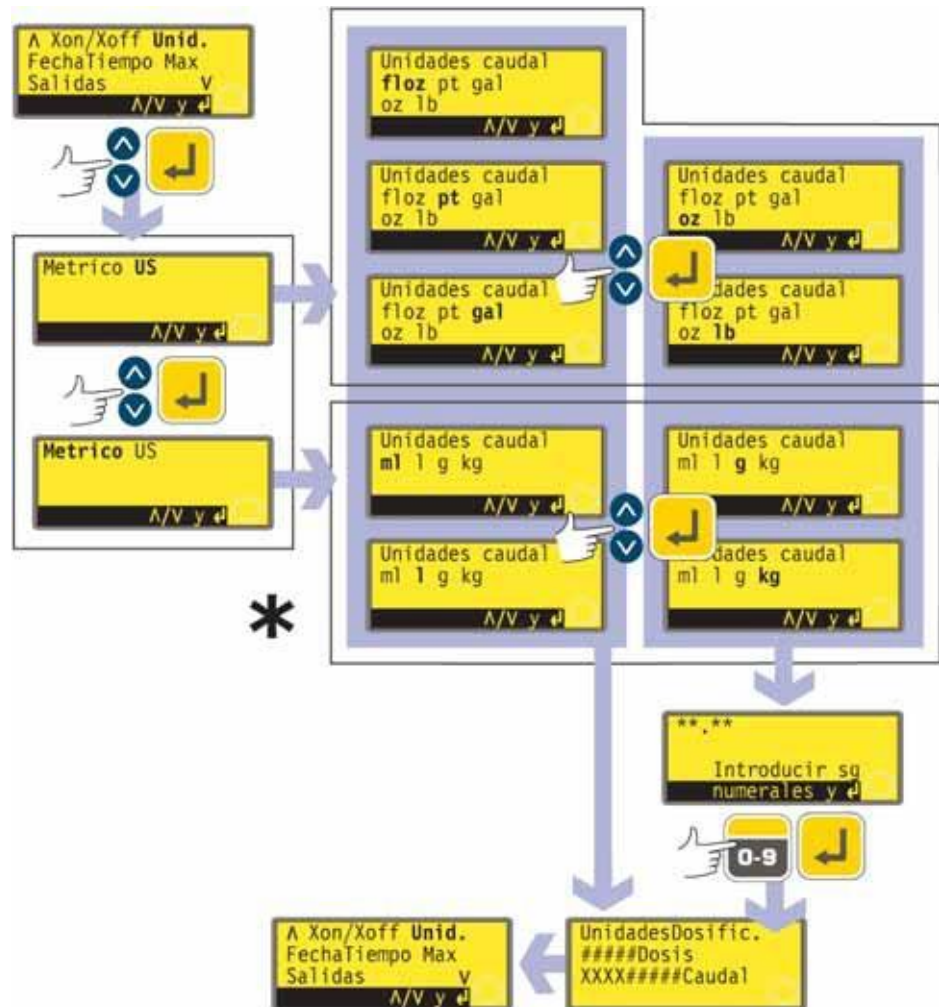 Λ Xon/Xoff Unid.
FechaTiempo Max
Salidas V
Λ/V y ↵
Metrico US
Λ/V y ↵
Metrico US
Λ/V y ↵
Unidades caudal
floz pt gal
oz lb
Λ/V y ↵
Unidades caudal
floz pt gal
oz lb
Λ/V y ↵
Unidades caudal
floz pt gal
oz lb
Λ/V y ↵
Unidades caudal
floz pt gal
oz lb
Λ/V y ↵
dades caudal
floz pt gal
oz lb
Λ/V y ↵
Unidades caudal
ml l g kg
Λ/V y ↵
Unidades caudal
ml l g kg
Λ/V y ↵
Unidades caudal
ml l g kg
Λ/V y ↵
dades caudal
ml l g kg
Λ/V y ↵
*
**.**
Introducir sg
numerales y ↵
0-9
UnidadesDosific.
#####Dosis
XXXX#####Caudal
Λ Xon/Xoff Unid.
FechaTiempo Max
Salidas V
Λ/V y ↵